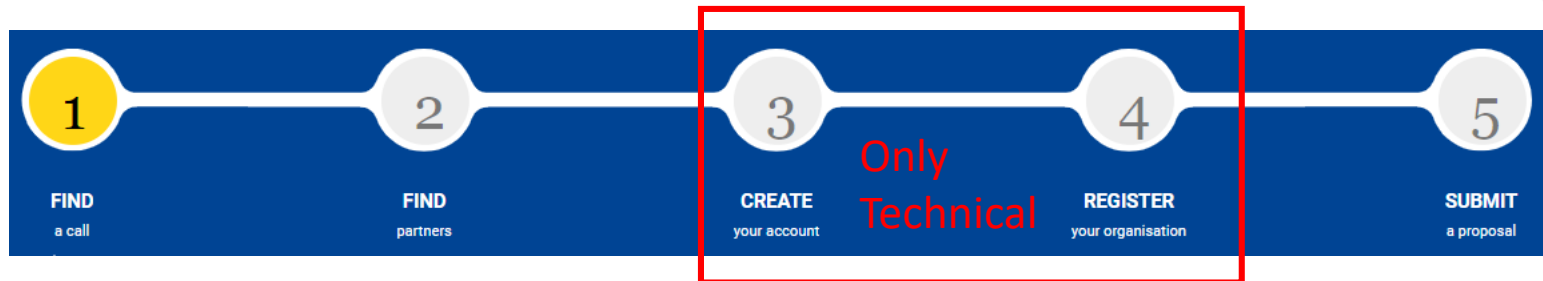 1
2
3
4
5
Only
Technical
FIND
a call
FIND
partners
CREATE
your account
REGISTER
your organisation
SUBMIT
a proposal